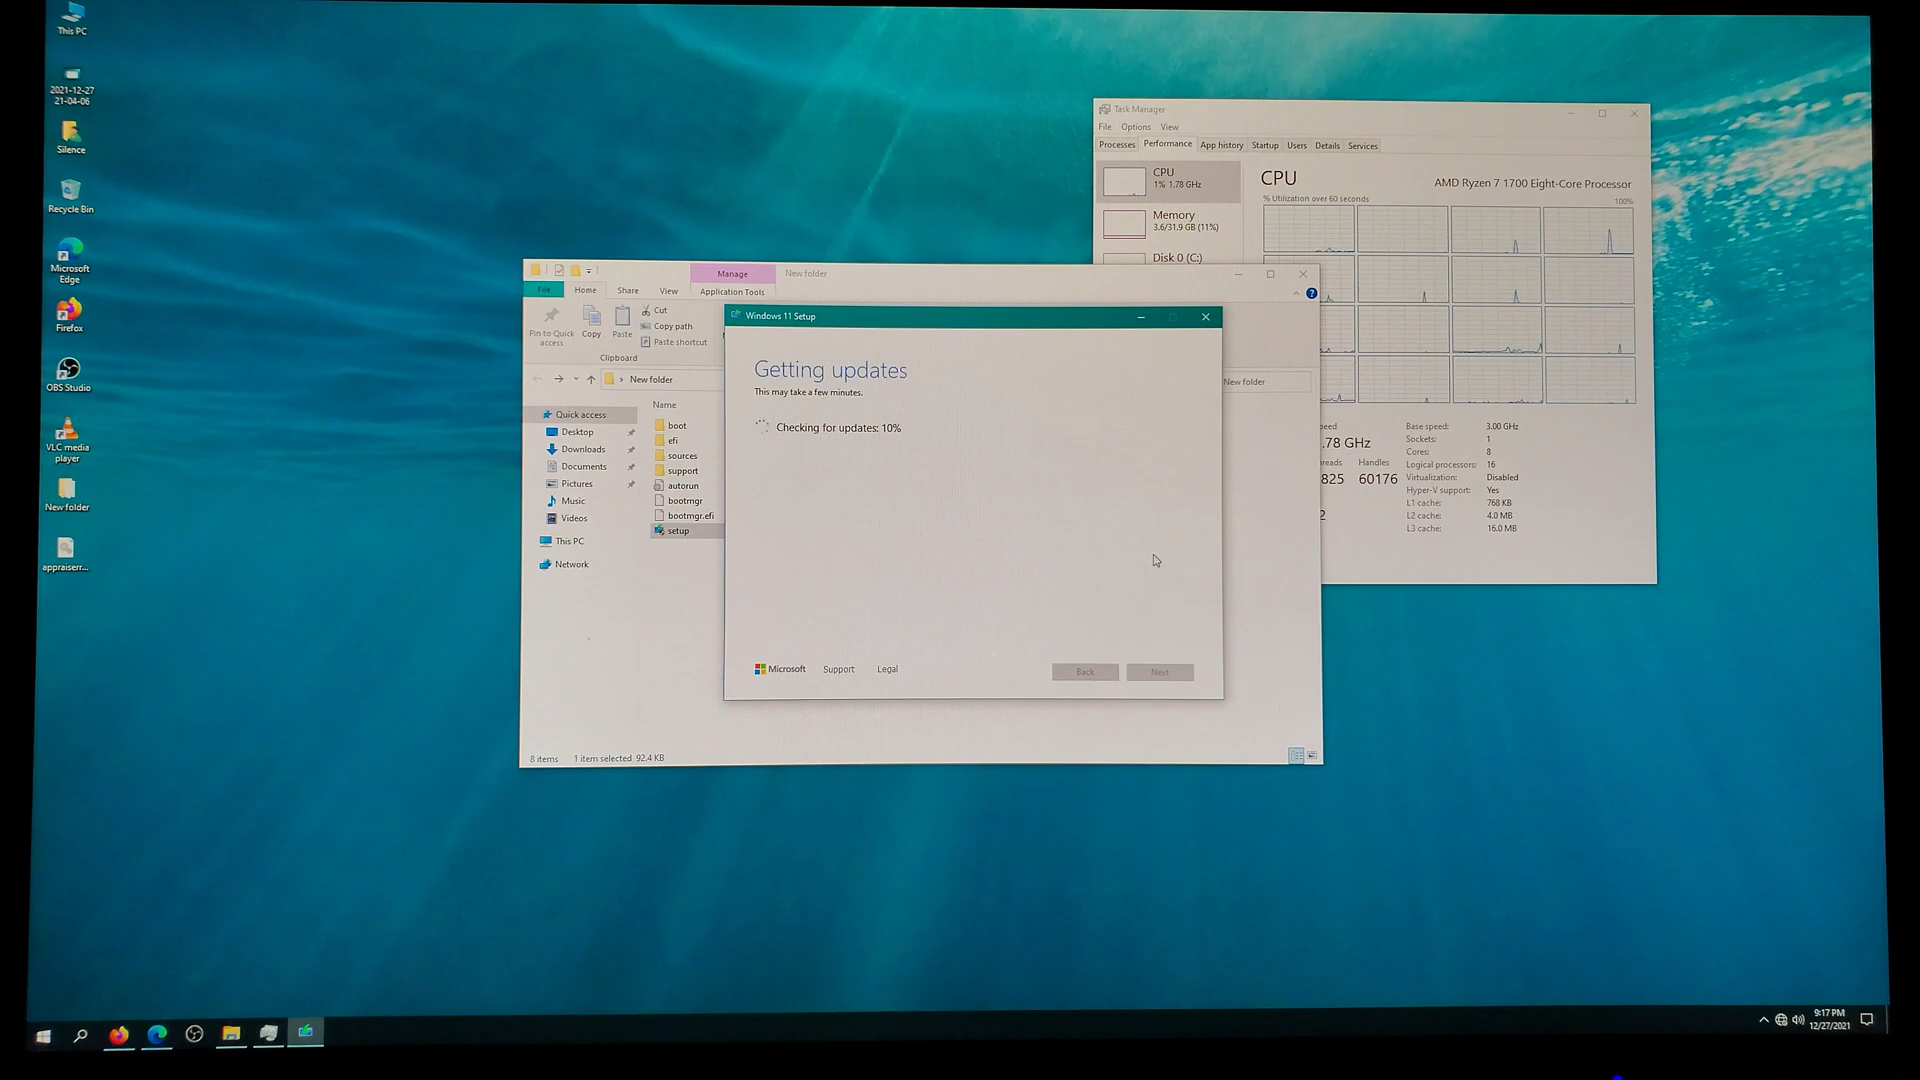 This PC
2021-12-27
21-04-06
Silence
Recycle Bin
Microsoft
Edge
Firefox
OBS Studio
VLC media
player
New folder
appraiserr...
Task Manager
File Options View
Processes Performance App history Startup Users Details Services
CPU
1% 1.78 GHz
Memory
3.6/31.9 GB (11%)
Disk 0 (C:)
CPU
AMD Ryzen 7 1700 Eight-Core Processor
% Utilization over 60 seconds
100%
peed
.78 GHz
reads
Handles
825
60176
2
Base speed: 3.00 GHz
Sockets: 1
Cores: 8
Logical processors: 16
Virtualization: Disabled
Hyper-V support: Yes
L1 cache: 768 KB
L2 cache: 4.0 MB
L3 cache: 16.0 MB
Manage
New folder
File Home Share View Application Tools
Pin to Quick
access
Copy
Paste
Cut
Copy path
Paste shortcut
Clipboard
New folder
New folder
Quick access
Desktop
Downloads
Documents
Pictures
Music
Videos
This PC
Network
Name
boot
efi
sources
support
autorun
bootmgr
bootmgr.efi
setup
8 items 1 item selected 92.4 KB
Windows 11 Setup
Getting updates
This may take a few minutes.
Checking for updates: 10%
Microsoft Support Legal
Back Next
9:17 PM
12/27/2021